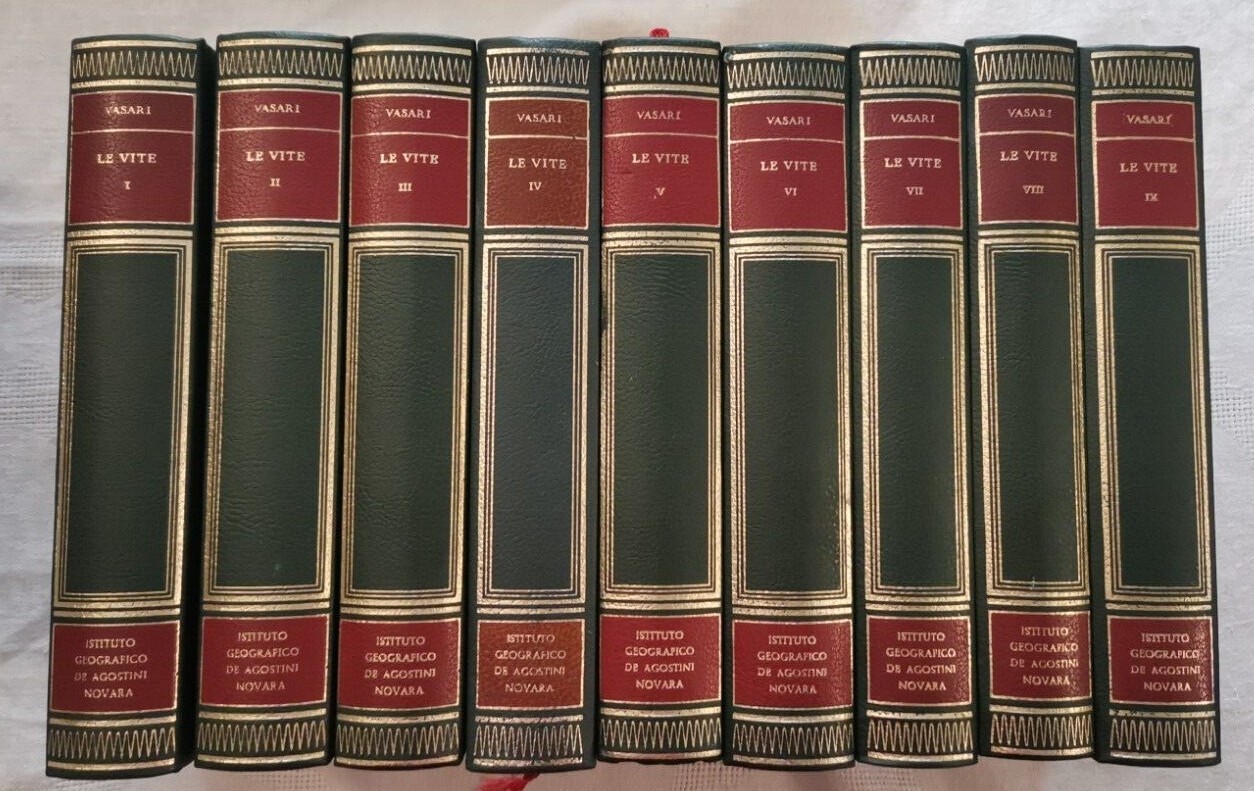 VASARI
LE VITE
I
ISTITUTO
GEOGRAFICO
DE AGOSTINI
NOVARA
VASARI
LE VITE
II
ISTITUTO
GEOGRAFICO
DE AGOSTINI
NOVARA
VASARI
LE VITE
III
ISTITUTO
GEOGRAFICO
DE AGOSTINI
NOVARA
VASARI
LE VITE
IV
ISTITUTO
GEOGRAFICO
DE AGOSTINI
NOVARA
VASARI
LE VITE
V
ISTITUTO
GEOGRAFICO
DE AGOSTINI
NOVARA
VASARI
LE VITE
VI
ISTITUTO
GEOGRAFICO
DE AGOSTINI
NOVARA
VASARI
LE VITE
VII
ISTITUTO
GEOGRAFICO
DE AGOSTINI
NOVARA
VASARI
LE VITE
VIII
ISTITUTO
GEOGRAFICO
DE AGOSTINI
NOVARA
VASARI
LE VITE
IX
ISTITUTO
GEOGRAFICO
DE AGOSTINI
NOVARA